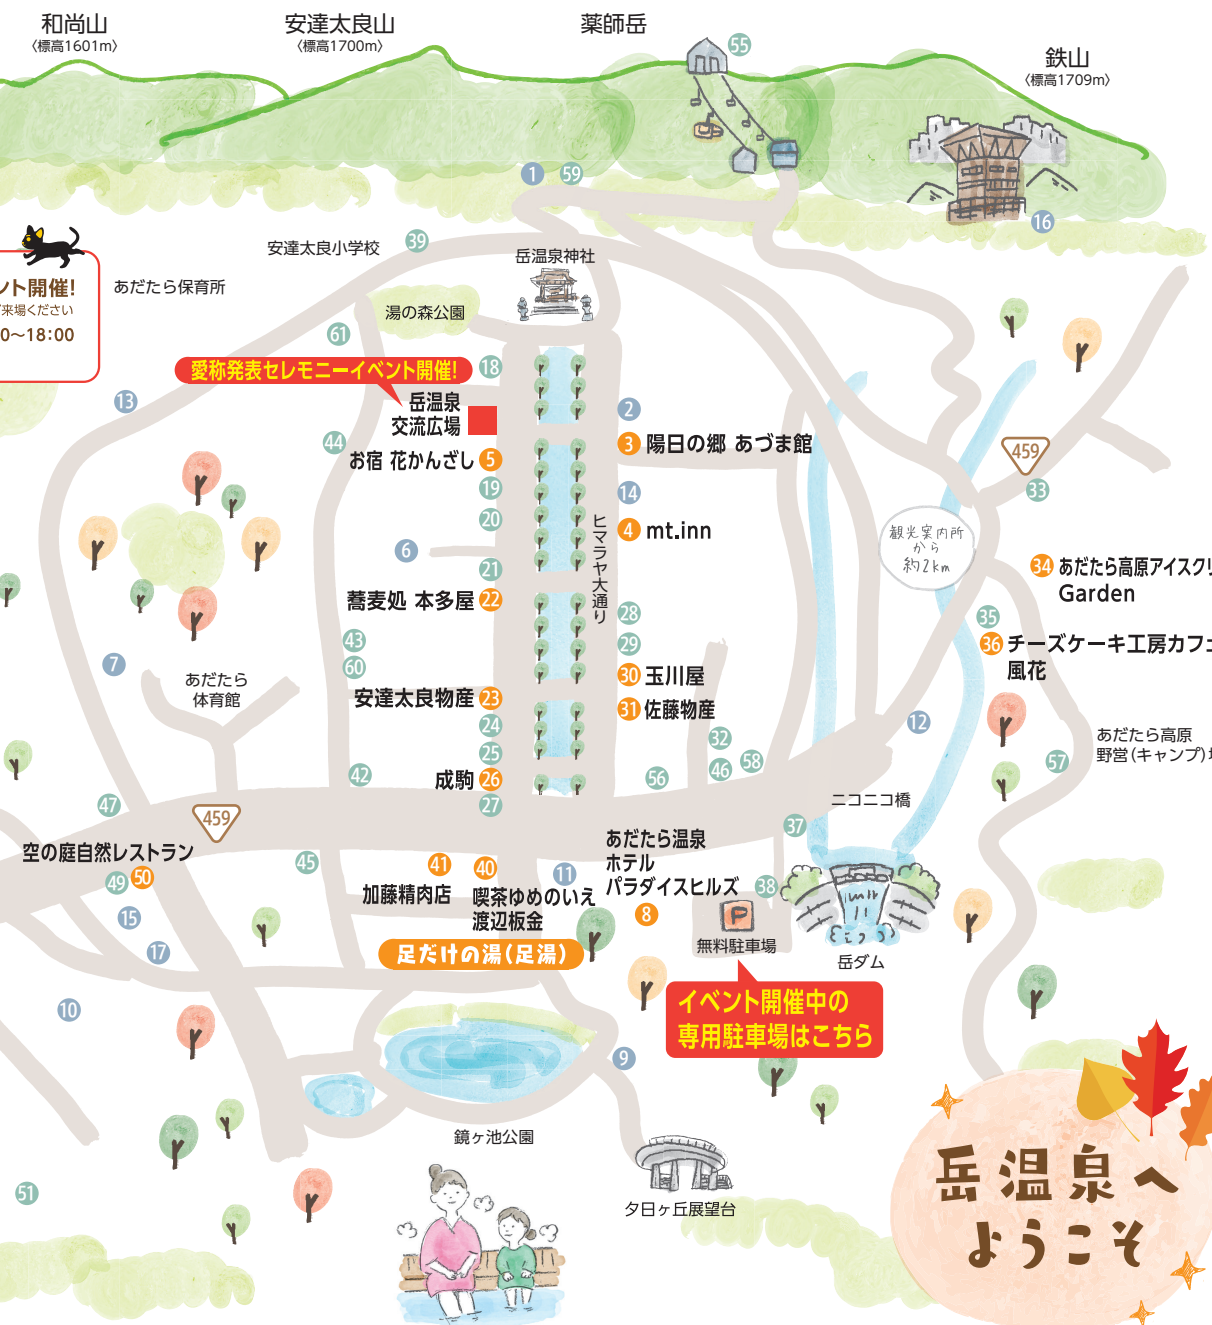 和尚山
〈標高1601m〉
安達太良山
〈標高1700m〉
薬師岳
鉄山
〈標高1709m〉
55
1
59
16
安達太良小学校
39
岳温泉神社
ント開催!
来場ください
0〜18:00
あだたら保育所
湯の森公園
61
愛称発表セレモニーイベント開催!
18
13
岳温泉
交流広場
2
44
お宿 花かんざし
5
3
陽日の郷 あづま館
459
33
19
14
20
4
mt.inn
ヒマラヤ大通り
6
21
観光案内所
から
約2km
34
あだたら高原アイスクリ
Garden
蕎麦処 本多屋
22
28
35
43
29
36
チーズケーキ工房カフェ
風花
7
60
あだたら
体育館
30
玉川屋
安達太良物産
23
31
佐藤物産
24
12
32
あだたら高原
野営(キャンプ)場
25
58
57
42
成駒
26
56
46
47
27
ニコニコ橋
459
37
空の庭自然レストラン
49
50
45
41
加藤精肉店
40
喫茶ゆめのいえ
渡辺板金
11
あだたら温泉
ホテル
パラダイスヒルズ
8
38
P
無料駐車場
15
17
足だけの湯(足湯)
岳ダム
10
イベント開催中の
専用駐車場はこちら
9
鏡ヶ池公園
51
夕日ヶ丘展望台
岳温泉へ
ようこそ